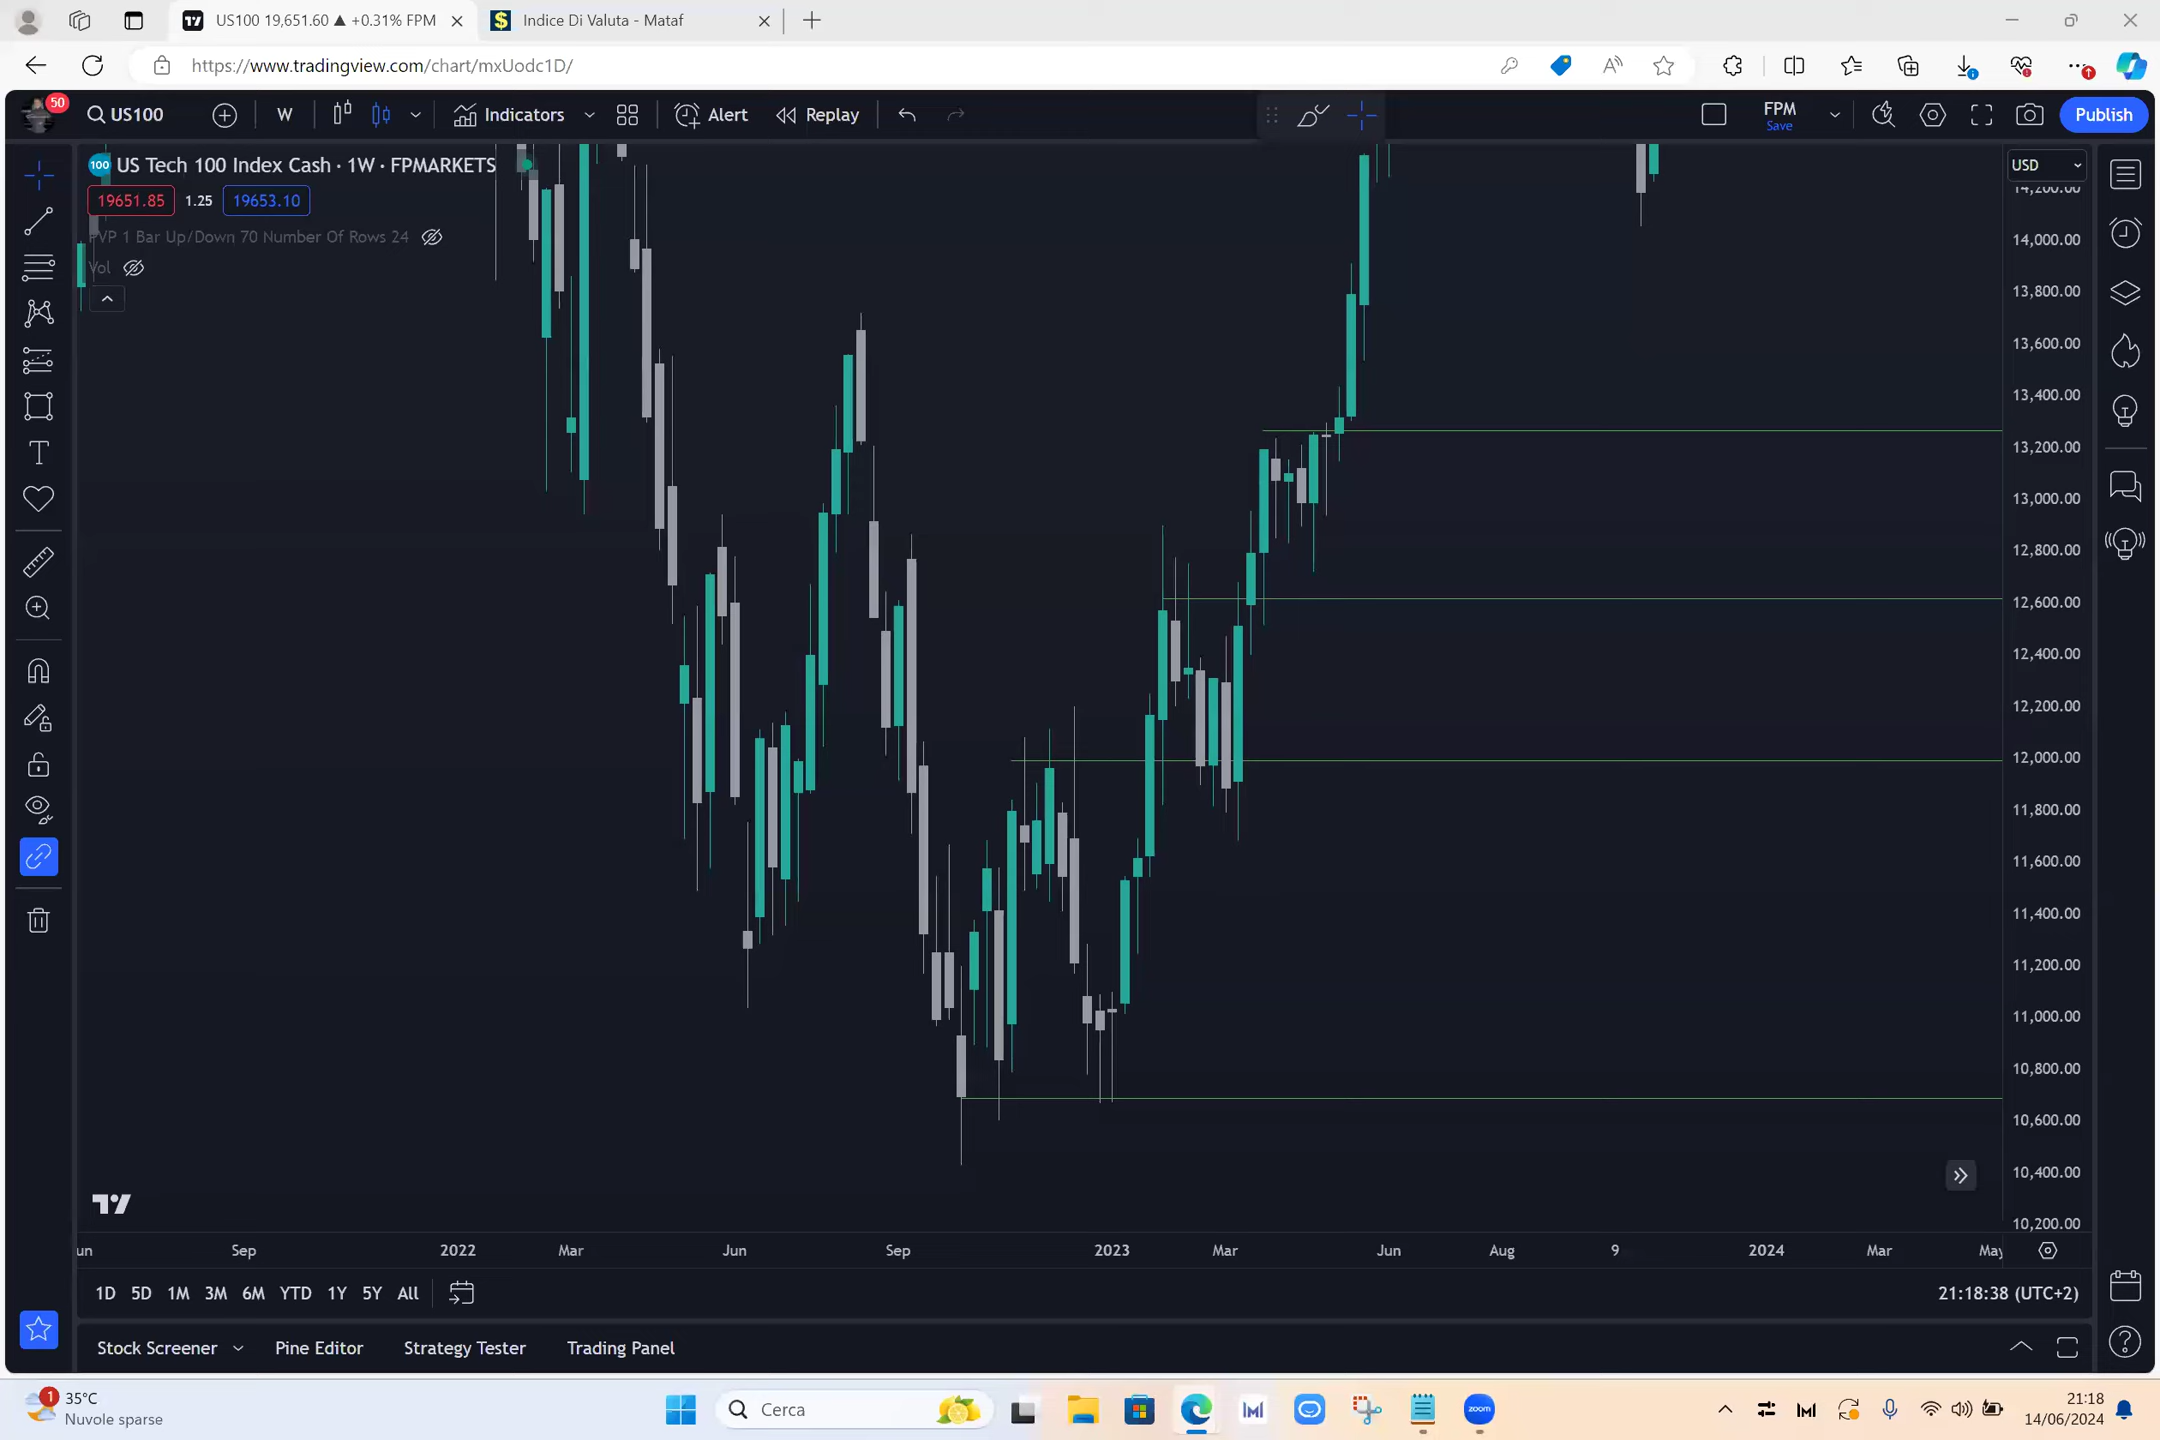 US100 19,651.60 ▲ +0.31% FPM
Indice Di Valuta - Mataf
https://www.tradingview.com/chart/mxUodc1D/
50
US100
W
Indicators
Alert
Replay
FPM
Save
Publish
100
US Tech 100 Index Cash · 1W · FPMARKETS
USD
19651.85
1.25
19653.10
VP 1 Bar Up/Down 70 Number Of Rows 24
Vol
14,200.00
14,000.00
13,800.00
13,600.00
13,400.00
13,200.00
13,000.00
12,800.00
12,600.00
12,400.00
12,200.00
12,000.00
11,800.00
11,600.00
11,400.00
11,200.00
11,000.00
10,800.00
10,600.00
10,400.00
10,200.00
un
Sep
2022
Mar
Jun
Sep
2023
Mar
Jun
Aug
9
2024
Mar
May
1D 5D 1M 3M 6M YTD 1Y 5Y All
21:18:38 (UTC+2)
Stock Screener
Pine Editor
Strategy Tester
Trading Panel
1
35°C
Nuvole sparse
Cerca
zoom
21:18
14/06/2024